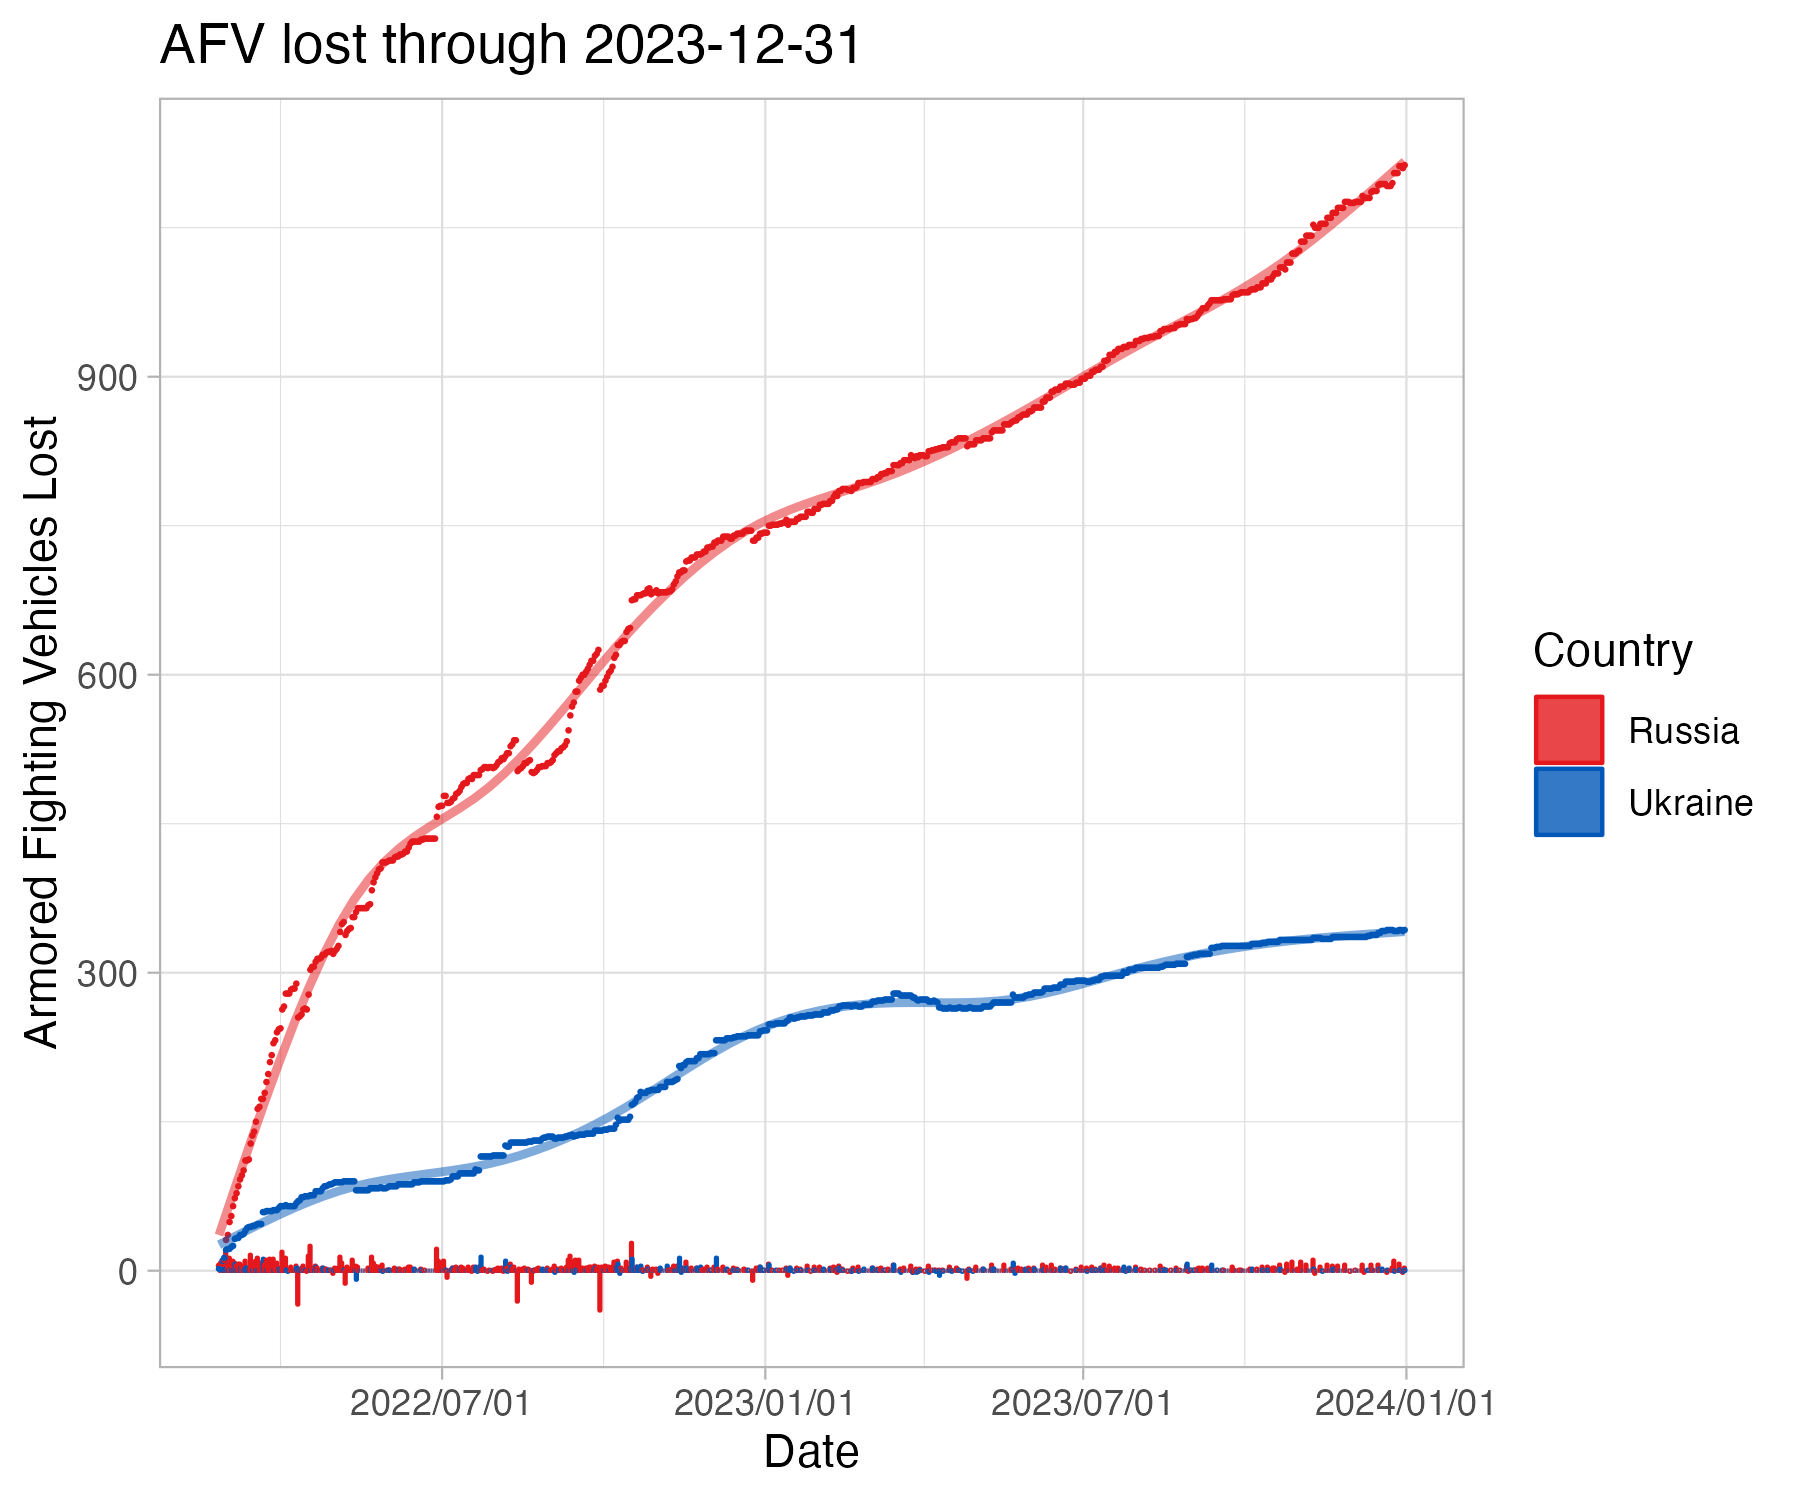 AFV lost through 2023-12-31
Armored Fighting Vehicles Lost
900
600
300
0
2022/07/01
2023/01/01
2023/07/01
2024/01/01
Date
Country
Russia
Ukraine